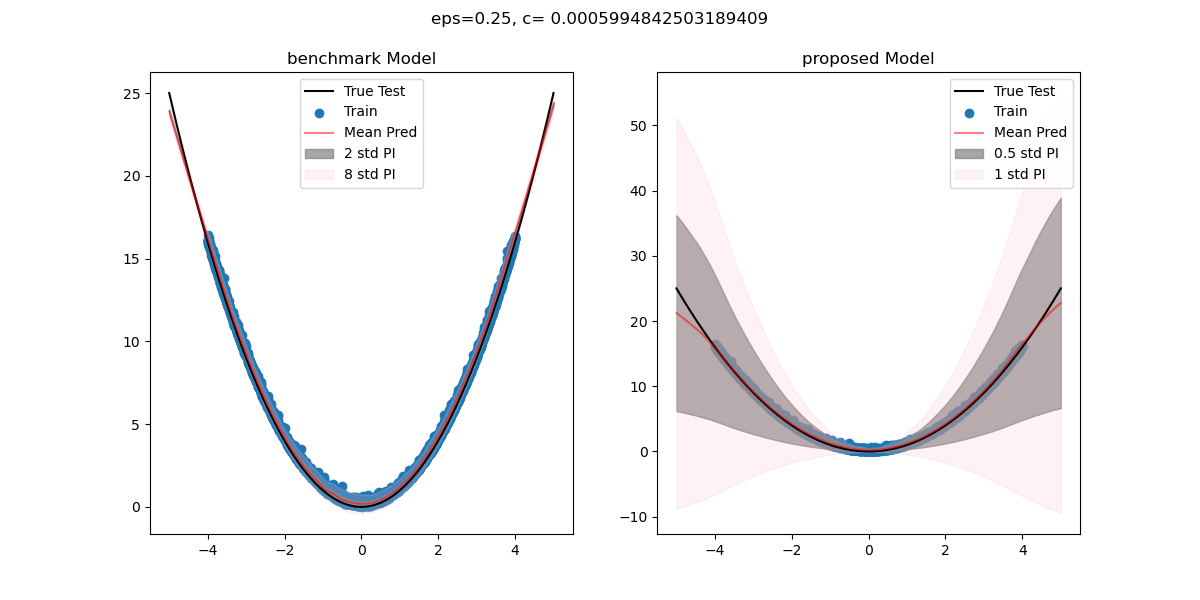 eps=0.25, c= 0.0005994842503189409
benchmark Model
True Test
Train
Mean Pred
2 std PI
8 std PI
25
20
15
10
5
0
−4
−2
0
2
4
proposed Model
True Test
Train
Mean Pred
0.5 std PI
1 std PI
50
40
30
20
10
0
−10
−4
−2
0
2
4